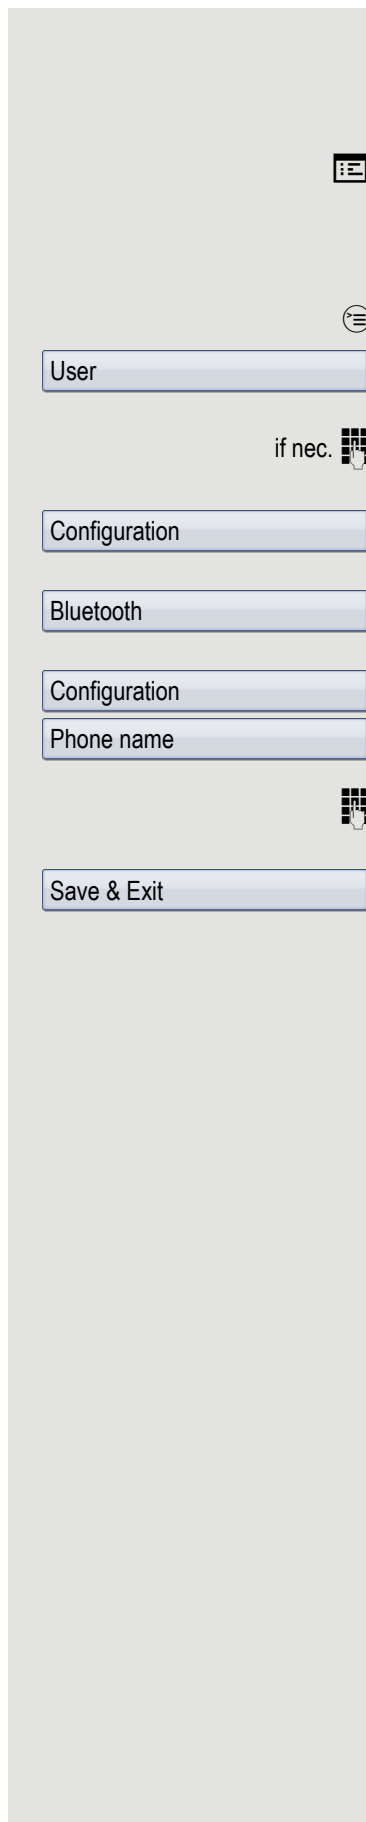 User
if nec.
Configuration
Bluetooth
Configuration
Phone name
Save & Exit